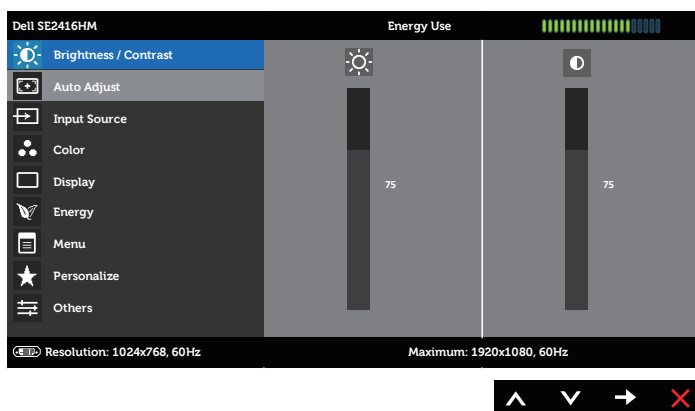 Dell SE2416HM Energy Use
Brightness / Contrast
Auto Adjust
Input Source
Color
Display 75 75
Energy
Menu
Personalize
Others
Resolution: 1024x768, 60Hz Maximum: 1920x1080, 60Hz